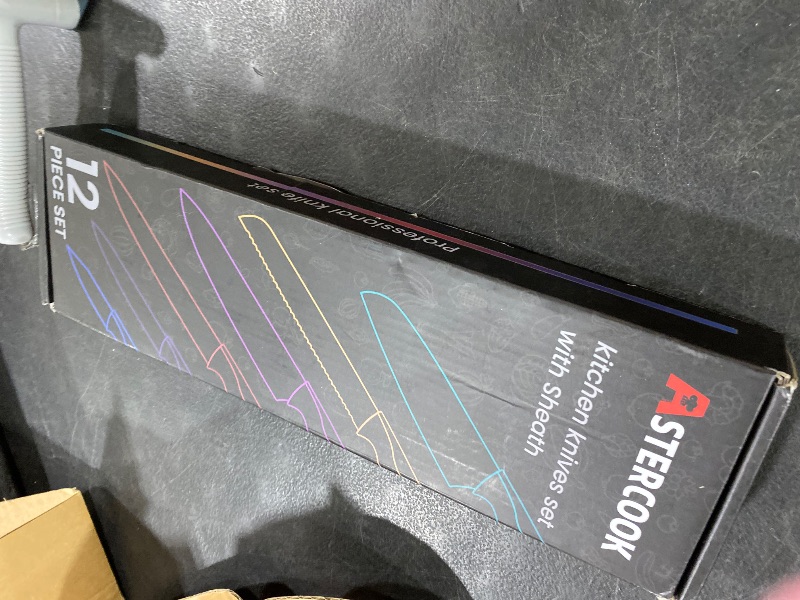 ASTERCOOK
kitchen knives set
with Sheath
12
PIECE SET
professional knife set